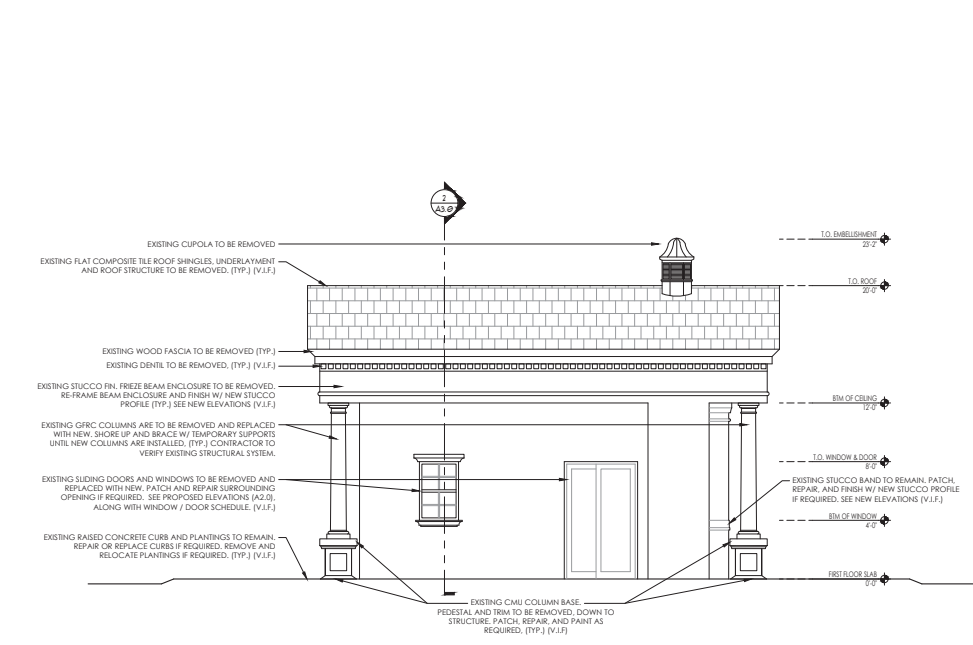 2
A3.0
EXISTING CUPOLA TO BE REMOVED
EXISTING FLAT COMPOSITE TILE ROOF SHINGLES, UNDERLAYMENT
AND ROOF STRUCTURE TO BE REMOVED. (TYP.) (V.I.F.)
EXISTING WOOD FASCIA TO BE REMOVED (TYP.)
EXISTING DENTIL TO BE REMOVED, (TYP.) (V.I.F.)
EXISTING STUCCO FIN. FRIEZE BEAM ENCLOSURE TO BE REMOVED.
RE-FRAME BEAM ENCLOSURE AND FINISH W/ NEW STUCCO
PROFILE (TYP.) SEE NEW ELEVATIONS (V.I.F.)
EXISTING GFRC COLUMNS ARE TO BE REMOVED AND REPLACED
WITH NEW. SHORE UP AND BRACE W/ TEMPORARY SUPPORTS
UNTIL NEW COLUMNS ARE INSTALLED, (TYP.) CONTRACTOR TO
VERIFY EXISTING STRUCTURAL SYSTEM.
EXISTING SLIDING DOORS AND WINDOWS TO BE REMOVED AND
REPLACED WITH NEW. PATCH AND REPAIR SURROUNDING
OPENING IF REQUIRED. SEE PROPOSED ELEVATIONS (A2.0),
ALONG WITH WINDOW / DOOR SCHEDULE. (V.I.F.)
EXISTING RAISED CONCRETE CURB AND PLANTINGS TO REMAIN.
REPAIR OR REPLACE CURBS IF REQUIRED. REMOVE AND
RELOCATE PLANTINGS IF REQUIRED. (TYP.) (V.I.F.)
EXISTING CMU COLUMN BASE.
PEDESTAL AND TRIM TO BE REMOVED, DOWN TO
STRUCTURE. PATCH, REPAIR, AND PAINT AS
REQUIRED, (TYP.) (V.I.F)
T.O. EMBELLISHMENT
23'-2"
T.O. ROOF
20'-0"
BTM OF CEILING
12'-0"
T.O. WINDOW & DOOR
8'-0"
EXISTING STUCCO BAND TO REMAIN. PATCH,
REPAIR, AND FINISH W/ NEW STUCCO PROFILE
IF REQUIRED. SEE NEW ELEVATIONS (V.I.F.)
BTM OF WINDOW
4'-0"
FIRST FLOOR SLAB
0'-0"